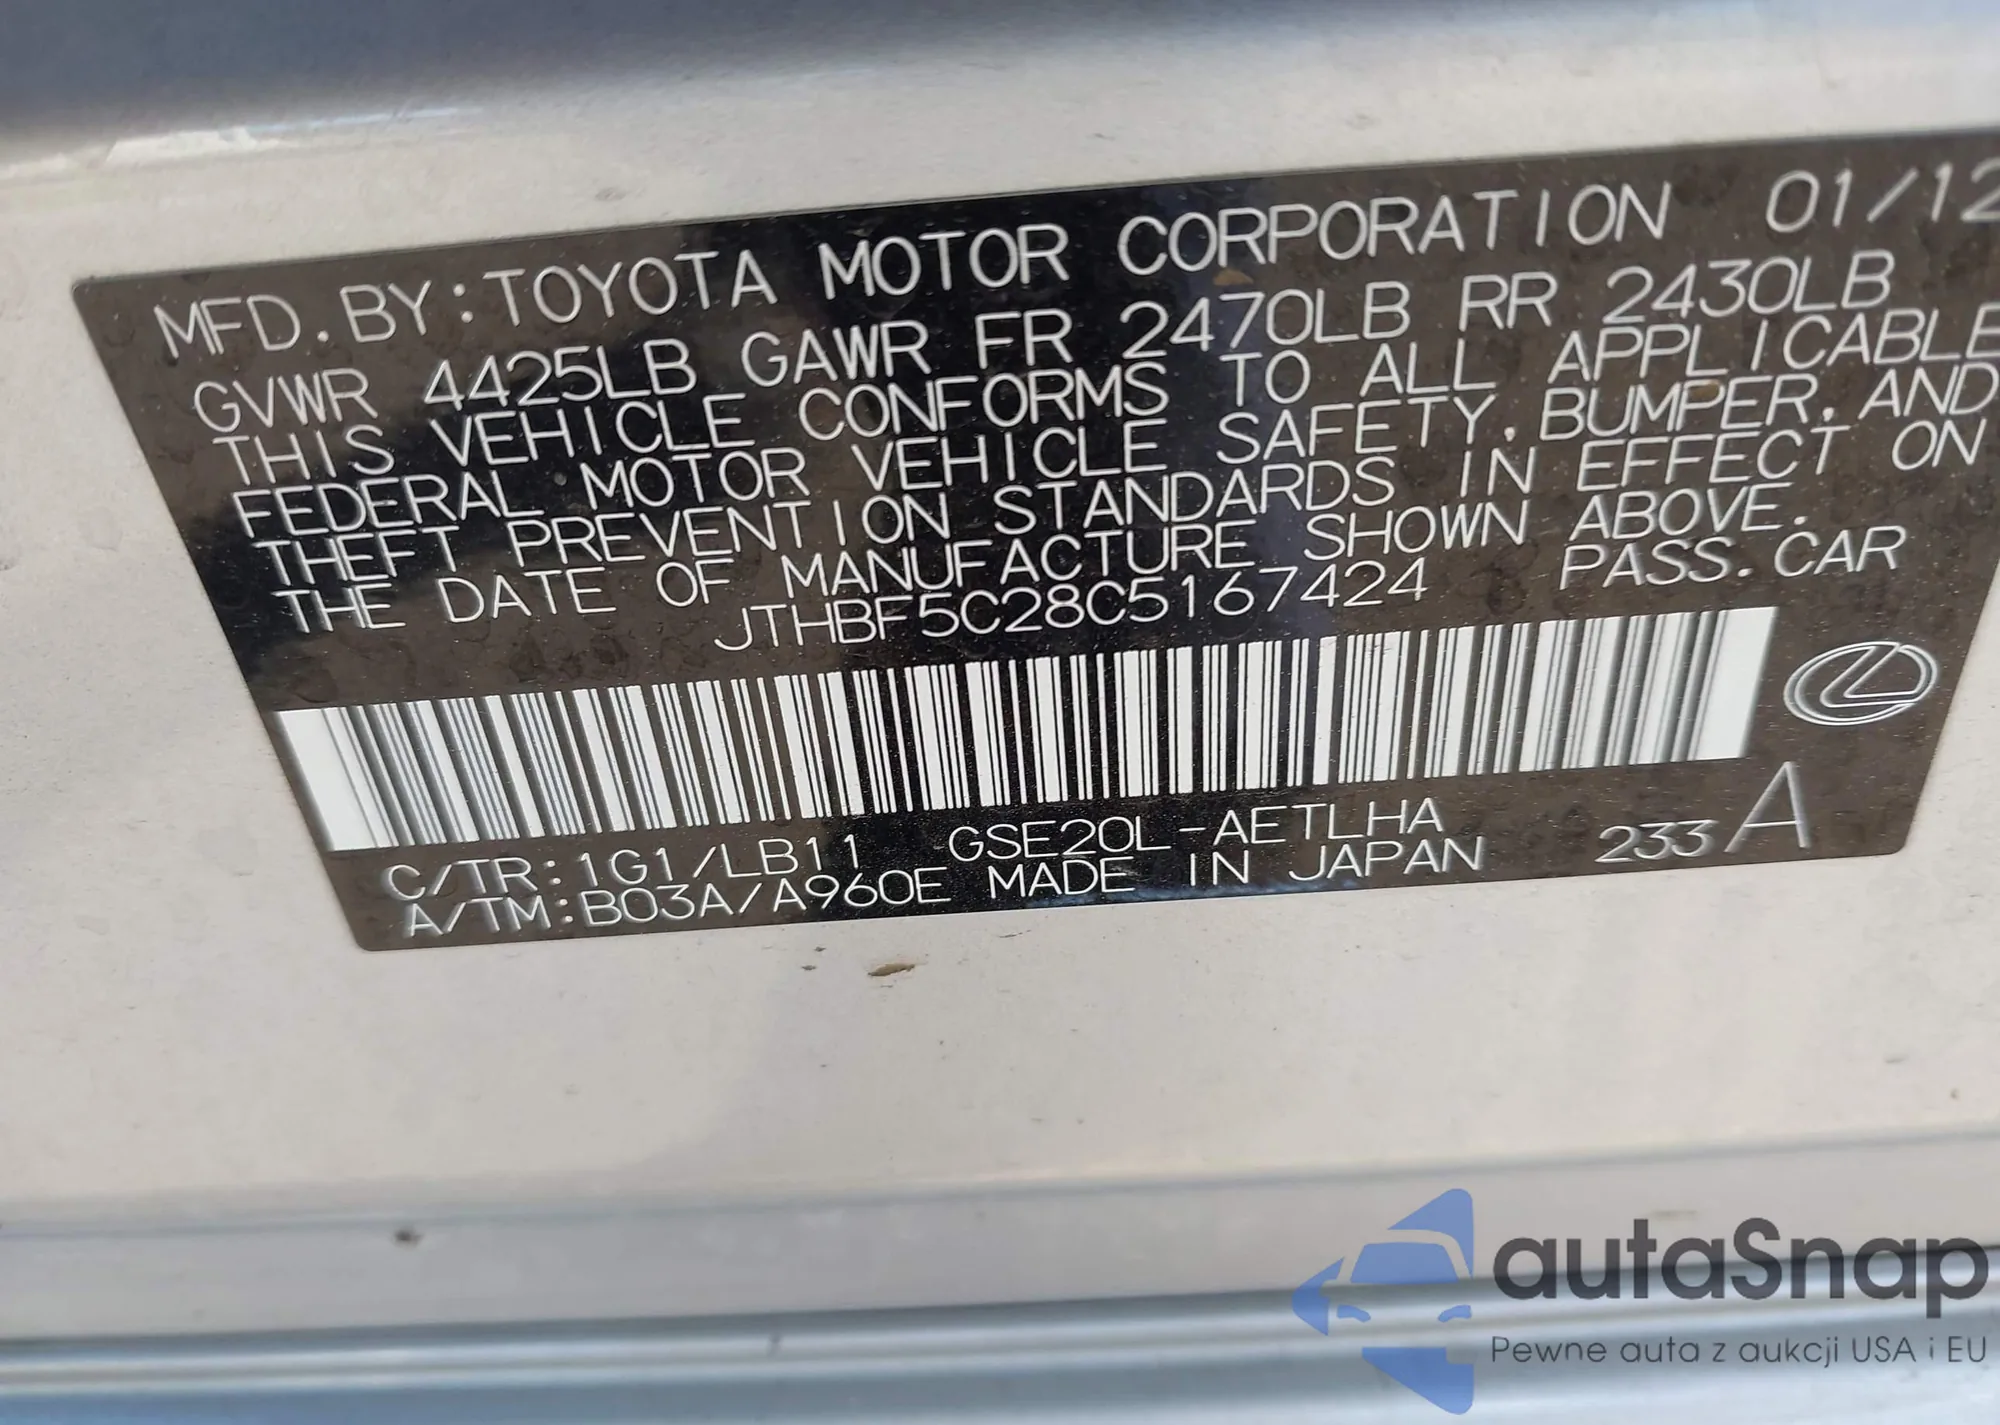 MFD. BY: TOYOTA MOTOR CORPORATION 01/12
GVWR 4425LB GAWR FR 2470LB RR 2430LB
THIS VEHICLE CONFORMS TO ALL APPLICABLE
FEDERAL MOTOR VEHICLE SAFETY, BUMPER, AND
THEFT PREVENTION STANDARDS IN EFFECT ON
THE DATE OF MANUFACTURE SHOWN ABOVE.
JTHBF5C28C5167424 PASS. CAR
C/TR: 1G1/LB11 GSE20L-AETLHA
A/TM: B03A/A960E MADE IN JAPAN 233 A
autaSnap
Pewne auta z aukcji USA i EU